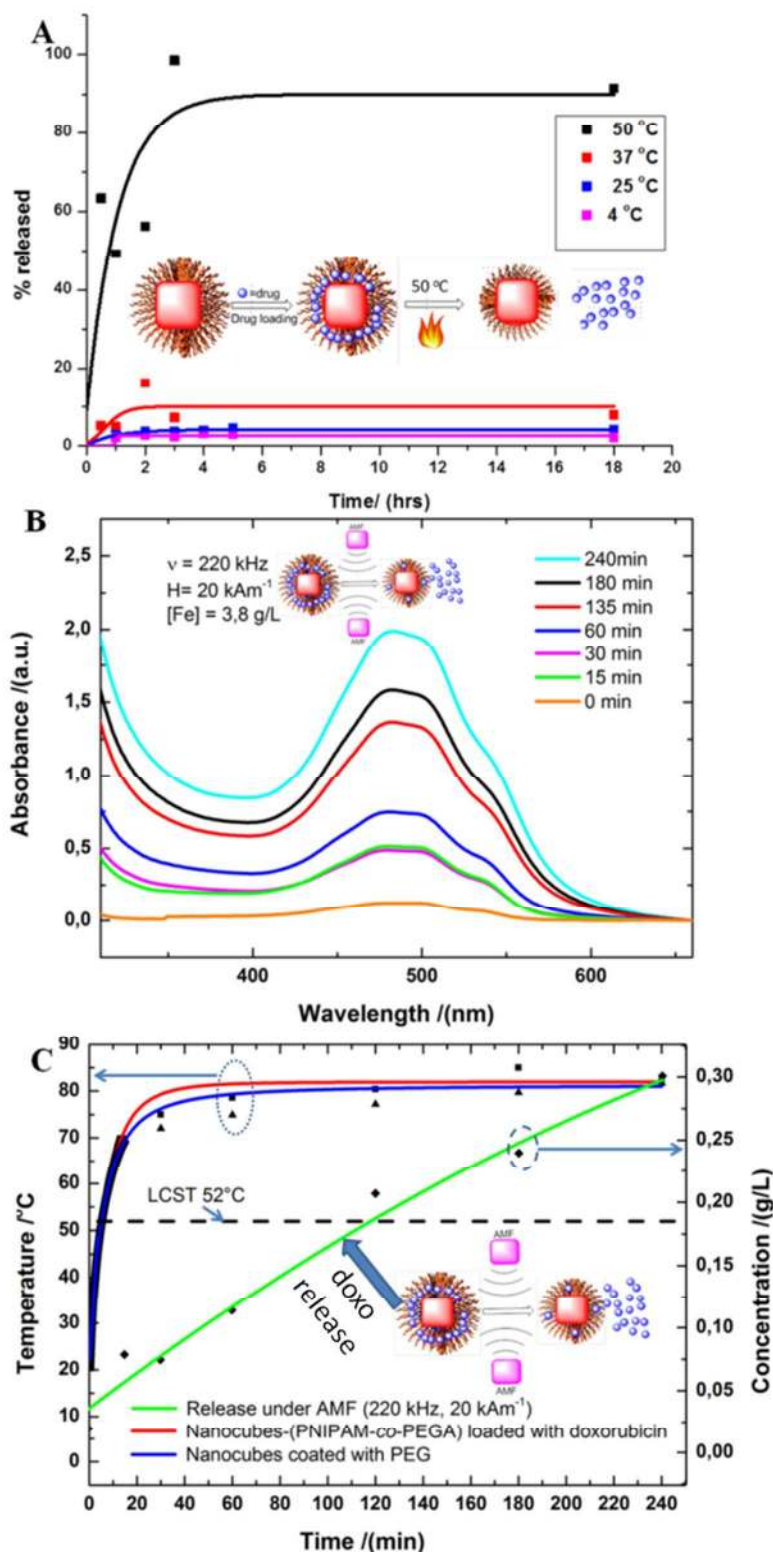 A
% released
100
80
60
40
20
0
50 °C
37 °C
25 °C
4 °C
=drug
Drug loading
50 ºC
0 2 4 6 8 10 12 14 16 18 20
Time/ (hrs)
B
Absorbance /(a.u.)
2,5
2,0
1,5
1,0
0,5
0,0
ν = 220 kHz
H= 20 kAm-1
[Fe] = 3,8 g/L
AMF
AMF
240min
180 min
135 min
60 min
30 min
15 min
0 min
400 500 600
Wavelength /(nm)
C
Temperature /°C
90
85
80
75
70
65
60
50
40
30
20
10
0
LCST 52°C
doxo
release
AMF
AMF
Release under AMF (220 kHz, 20 kAm-1)
Nanocubes-(PNIPAM-co-PEGA) loaded with doxorubicin
Nanocubes coated with PEG
0,30
0,25
0,20
0,15
0,10
0,05
0,00
Concentration /(g/L)
0 20 40 60 80 100 120 140 160 180 200 220 240
Time /(min)